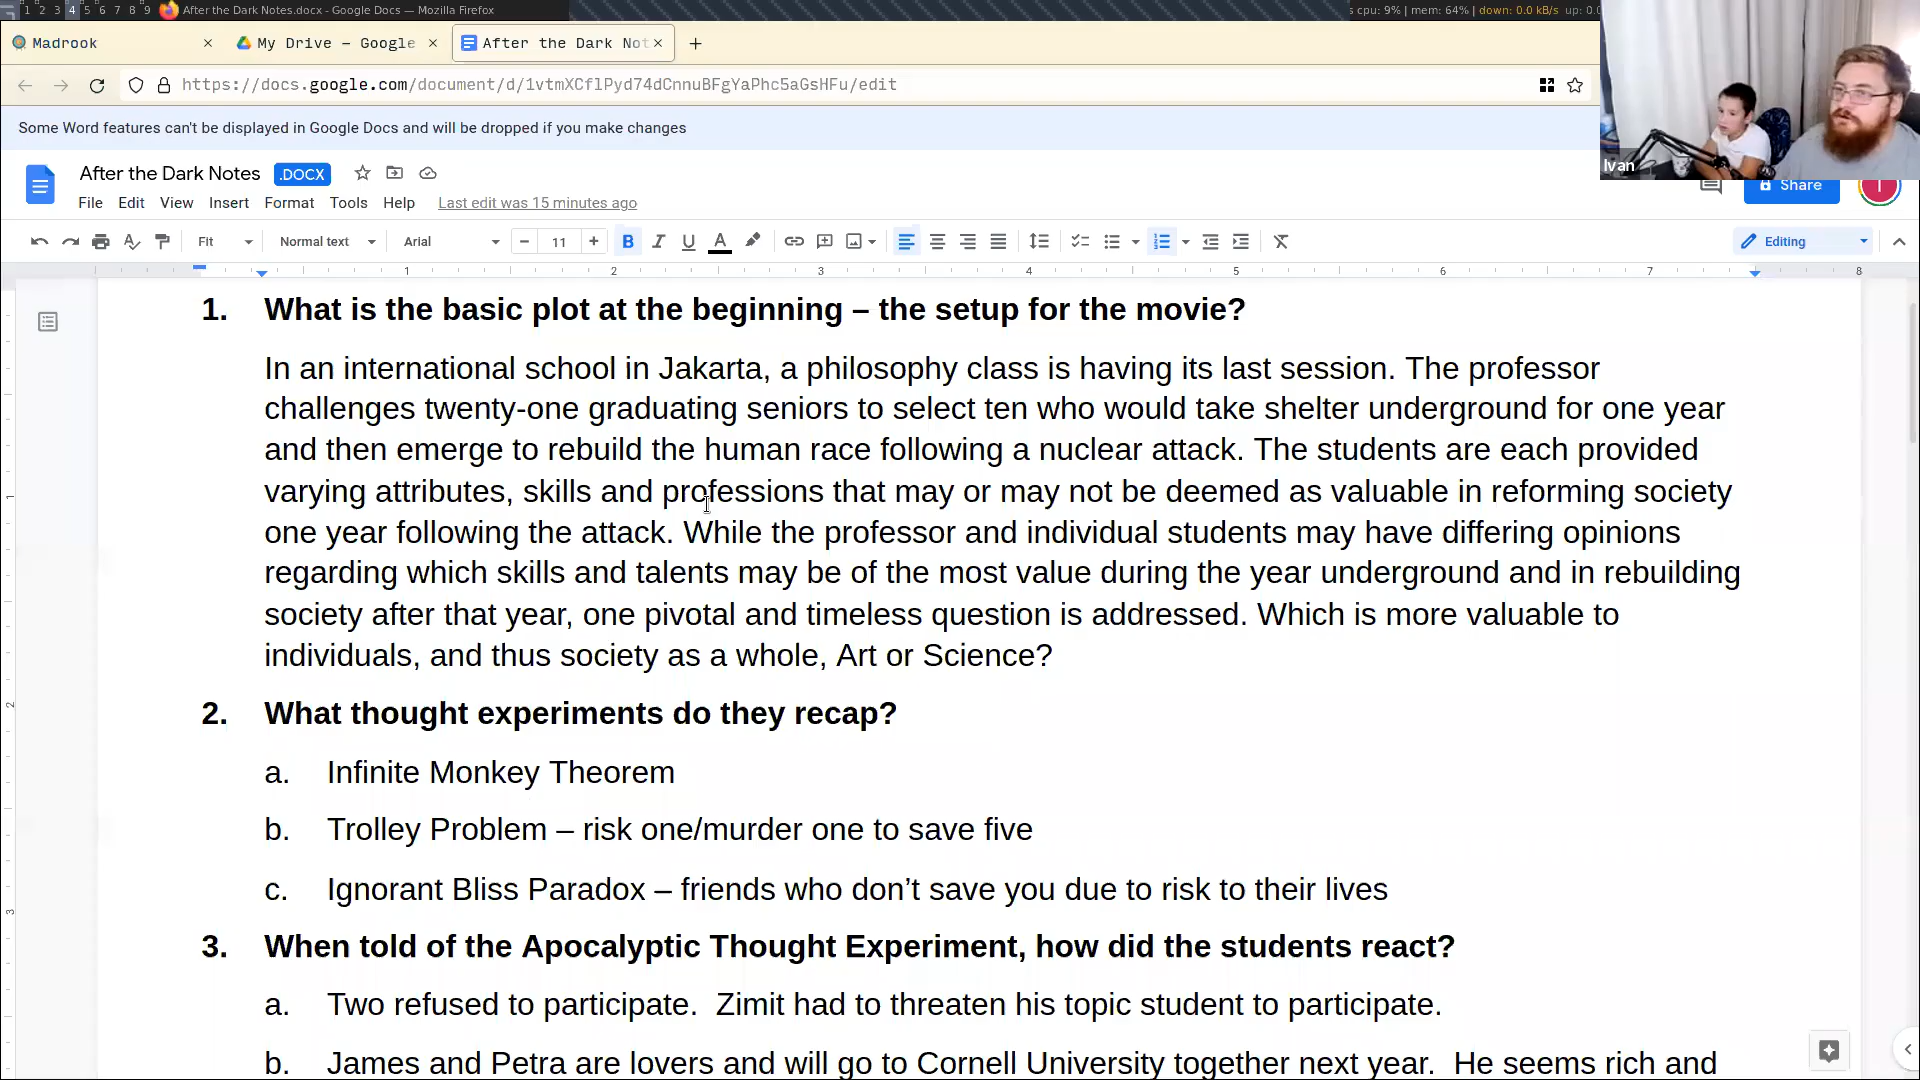 1 2 3 4 5 6 7 8 9 After the Dark Notes.docx - Google Docs — Mozilla Firefox
s cpu: 9% | mem: 64% | down: 0.0 kB/s up: 0.0
Madrook
My Drive – Google
After the Dark Not
https://docs.google.com/document/d/1vtmXCflPyd74dCnnuBFgYaPhc5aGsHFu/edit
Some Word features can't be displayed in Google Docs and will be dropped if you make changes
Ivan
After the Dark Notes .DOCX
Share
I
File Edit View Insert Format Tools Help Last edit was 15 minutes ago
Fit Normal text Arial 11 B I U A Editing
1 2 3 4 5 6 7 8
1. What is the basic plot at the beginning – the setup for the movie?
In an international school in Jakarta, a philosophy class is having its last session. The professor
challenges twenty-one graduating seniors to select ten who would take shelter underground for one year
and then emerge to rebuild the human race following a nuclear attack. The students are each provided
varying attributes, skills and professions that may or may not be deemed as valuable in reforming society
one year following the attack. While the professor and individual students may have differing opinions
regarding which skills and talents may be of the most value during the year underground and in rebuilding
society after that year, one pivotal and timeless question is addressed. Which is more valuable to
individuals, and thus society as a whole, Art or Science?
2. What thought experiments do they recap?
a. Infinite Monkey Theorem
b. Trolley Problem – risk one/murder one to save five
c. Ignorant Bliss Paradox – friends who don’t save you due to risk to their lives
3. When told of the Apocalyptic Thought Experiment, how did the students react?
a. Two refused to participate.  Zimit had to threaten his topic student to participate.
b. James and Petra are lovers and will go to Cornell University together next year.  He seems rich and
1
2
3